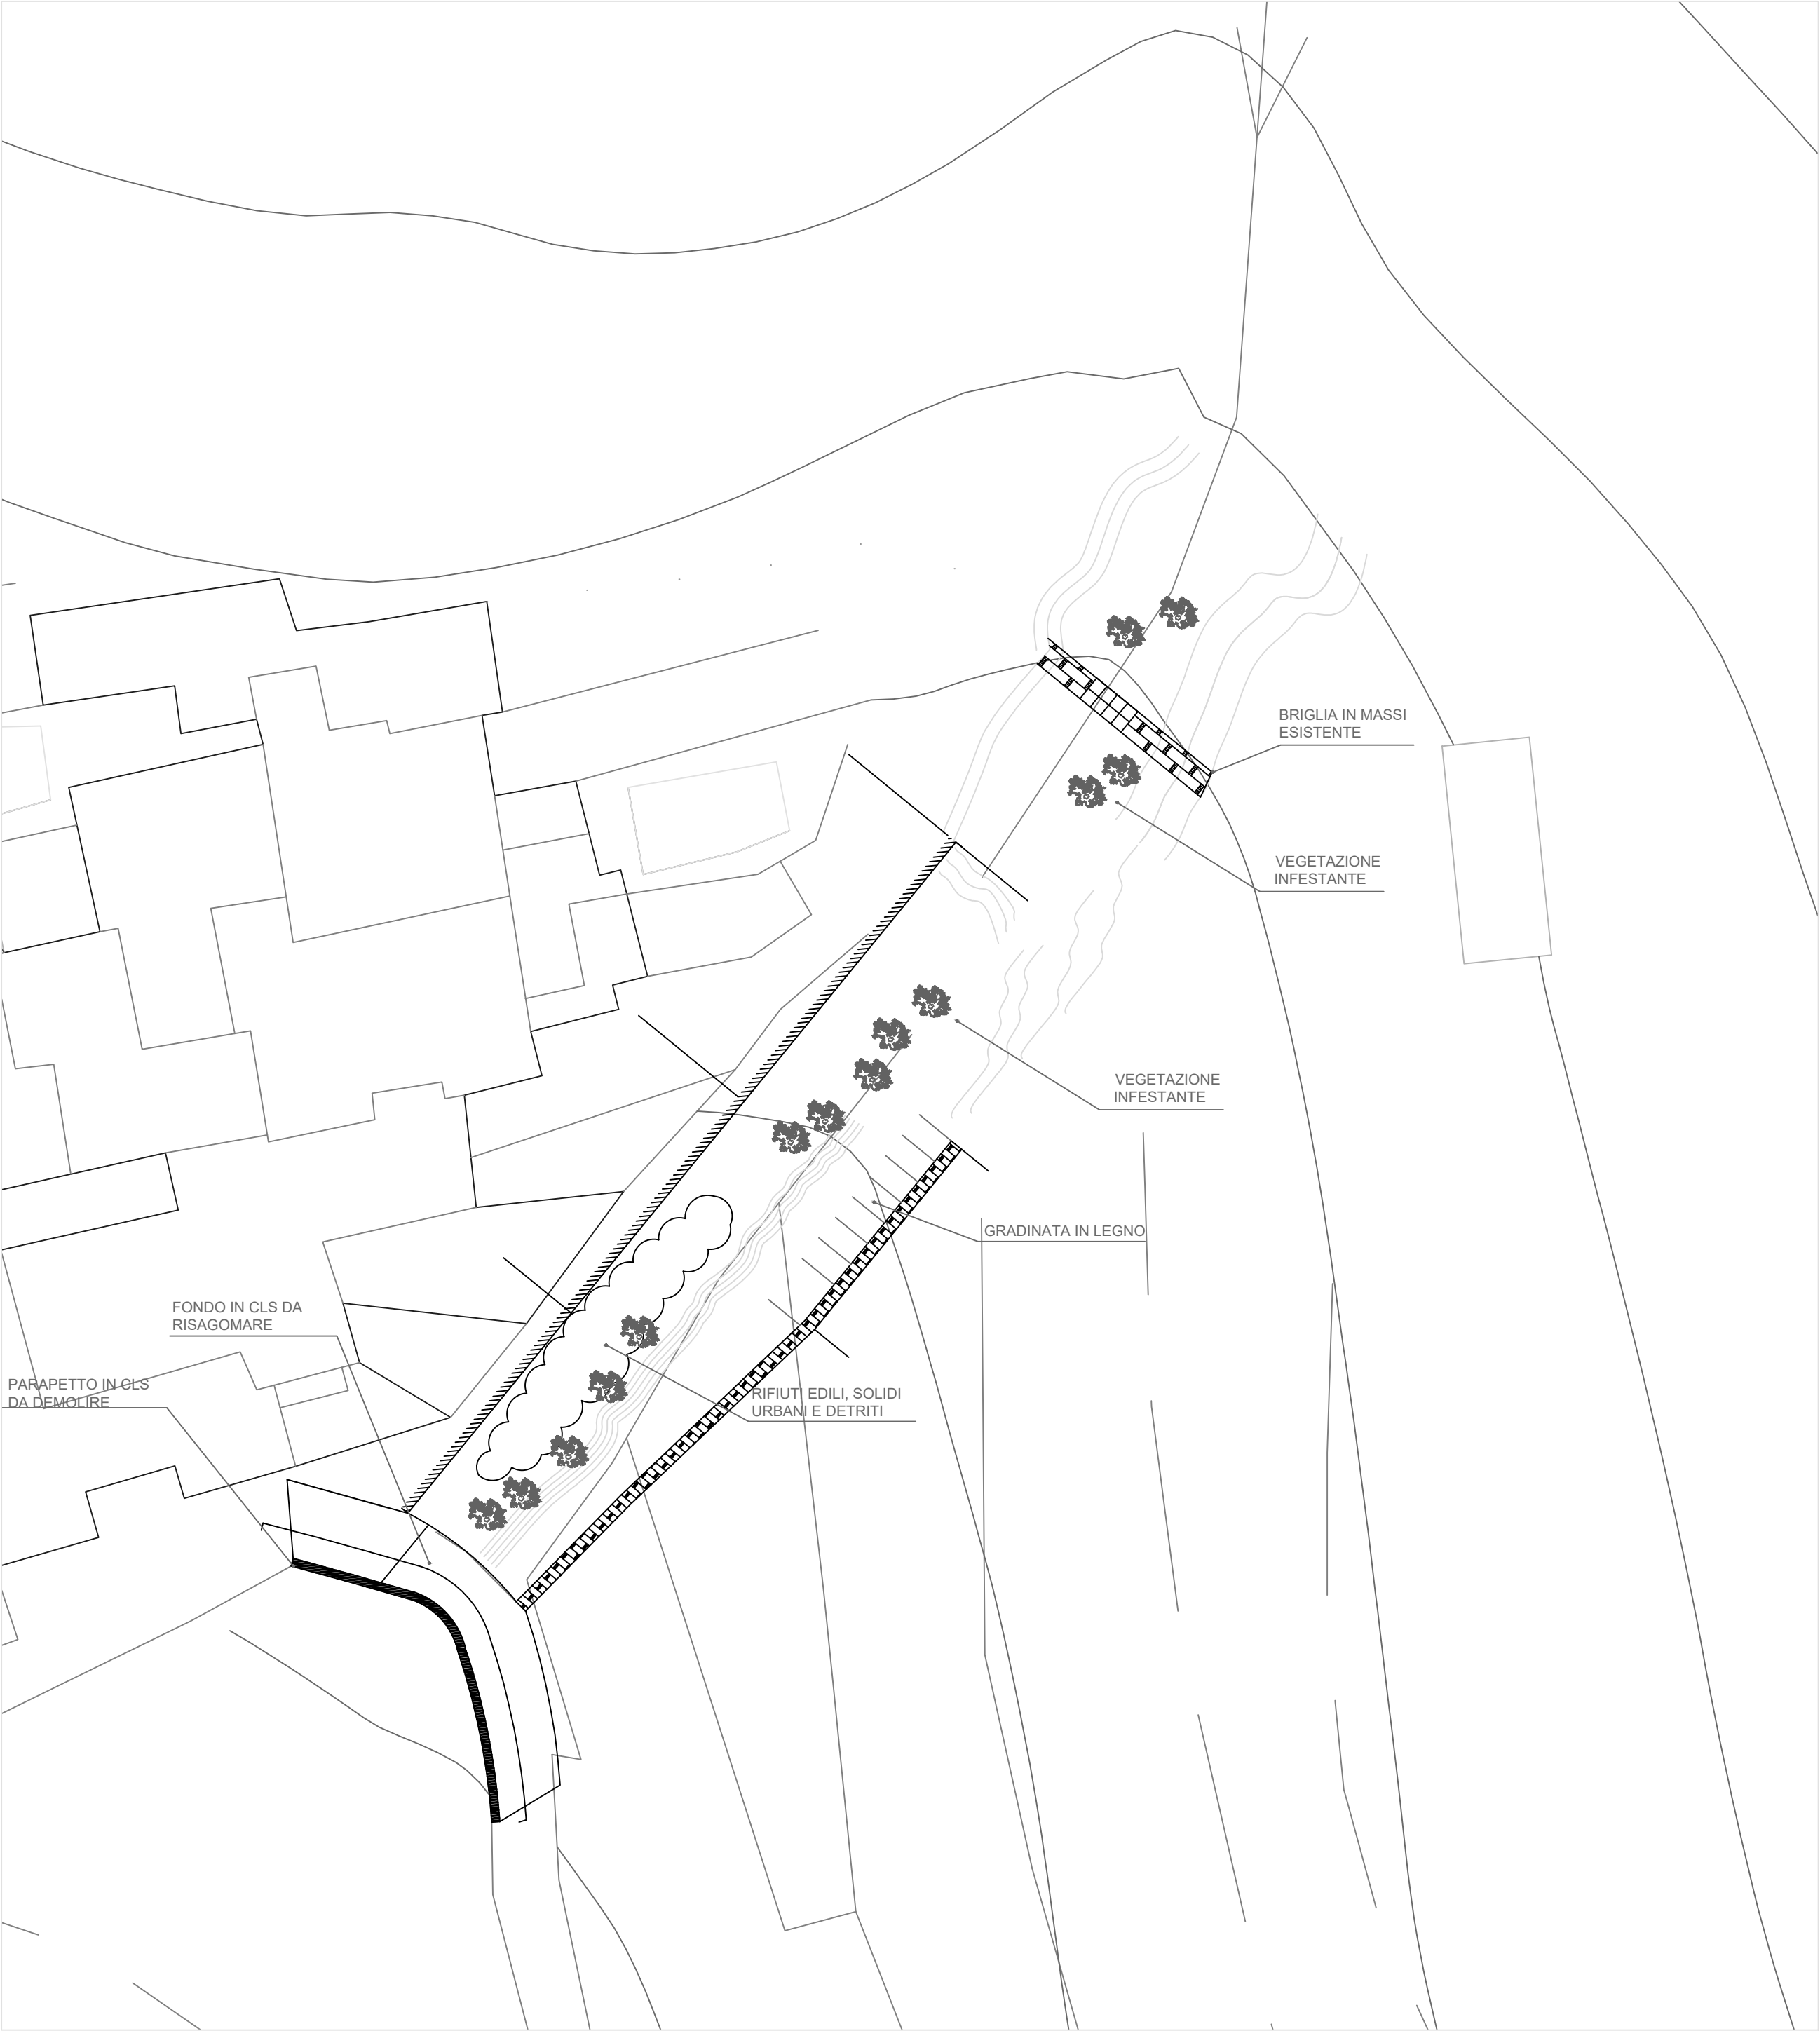 BRIGLIA IN MASSI
ESISTENTE
VEGETAZIONE
INFESTANTE
VEGETAZIONE
INFESTANTE
GRADINATA IN LEGNO
FONDO IN CLS DA
RISAGOMARE
PARAPETTO IN CLS
DA DEMOLIRE
RIFIUTI EDILI, SOLIDI
URBANI E DETRITI